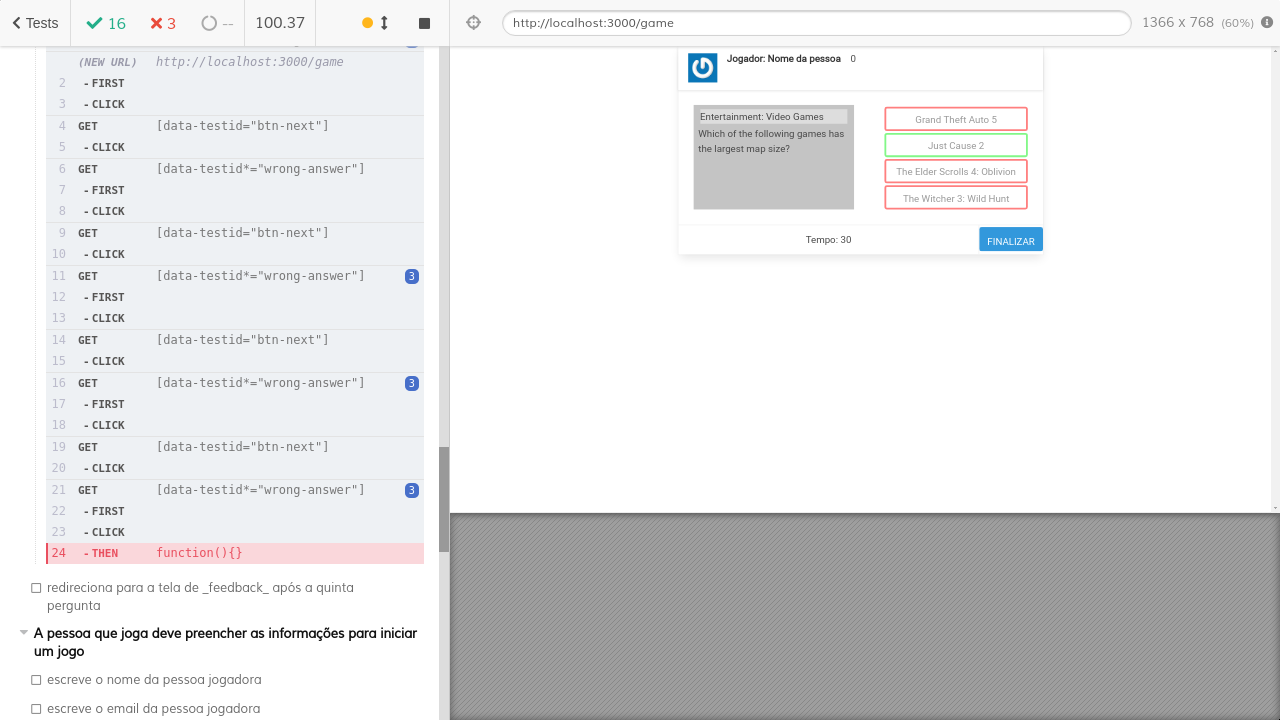 Tests
16
3
--
100.37
http://localhost:3000/game
1366 x 768 (60%)
(NEW URL) http://localhost:3000/game
2 - FIRST
3 - CLICK
4 GET [data-testid="btn-next"]
5 - CLICK
6 GET [data-testid*="wrong-answer"]
7 - FIRST
8 - CLICK
9 GET [data-testid="btn-next"]
10 - CLICK
11 GET [data-testid*="wrong-answer"] 3
12 - FIRST
13 - CLICK
14 GET [data-testid="btn-next"]
15 - CLICK
16 GET [data-testid*="wrong-answer"] 3
17 - FIRST
18 - CLICK
19 GET [data-testid="btn-next"]
20 - CLICK
21 GET [data-testid*="wrong-answer"] 3
22 - FIRST
23 - CLICK
24 - THEN function(){}
redireciona para a tela de _feedback_ após a quinta
pergunta
A pessoa que joga deve preencher as informações para iniciar
um jogo
escreve o nome da pessoa jogadora
escreve o email da pessoa jogadora
Jogador: Nome da pessoa 0
Entertainment: Video Games
Which of the following games has
the largest map size?
Grand Theft Auto 5
Just Cause 2
The Elder Scrolls 4: Oblivion
The Witcher 3: Wild Hunt
Tempo: 30
FINALIZAR